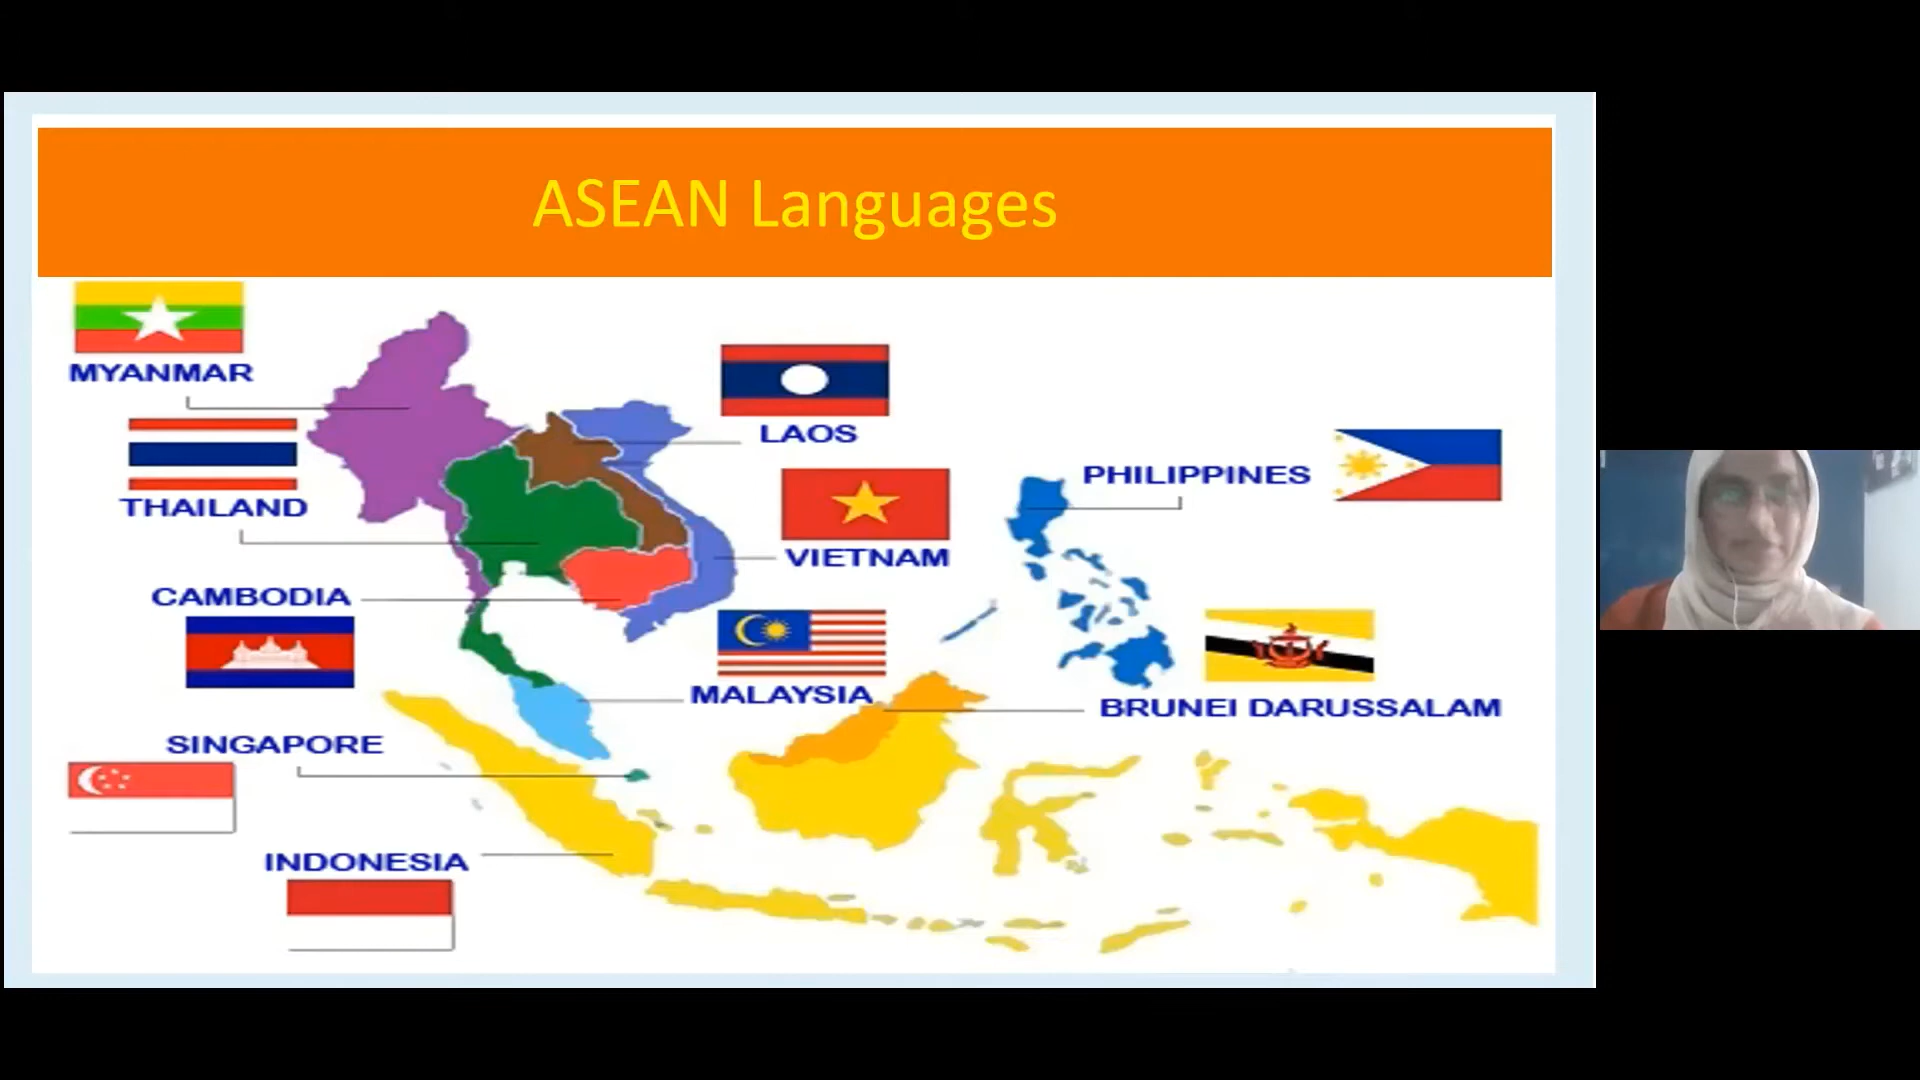 ASEAN Languages
MYANMAR
LAOS
THAILAND
PHILIPPINES
VIETNAM
CAMBODIA
MALAYSIA
BRUNEI DARUSSALAM
SINGAPORE
INDONESIA